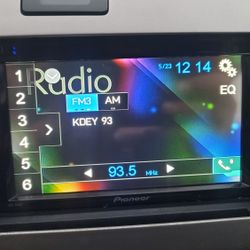 1
Radio
5/23 12 14
2
FM3 AM
EQ
3
KDEY 93
4
5
93.5 MHz
6
Pioneer